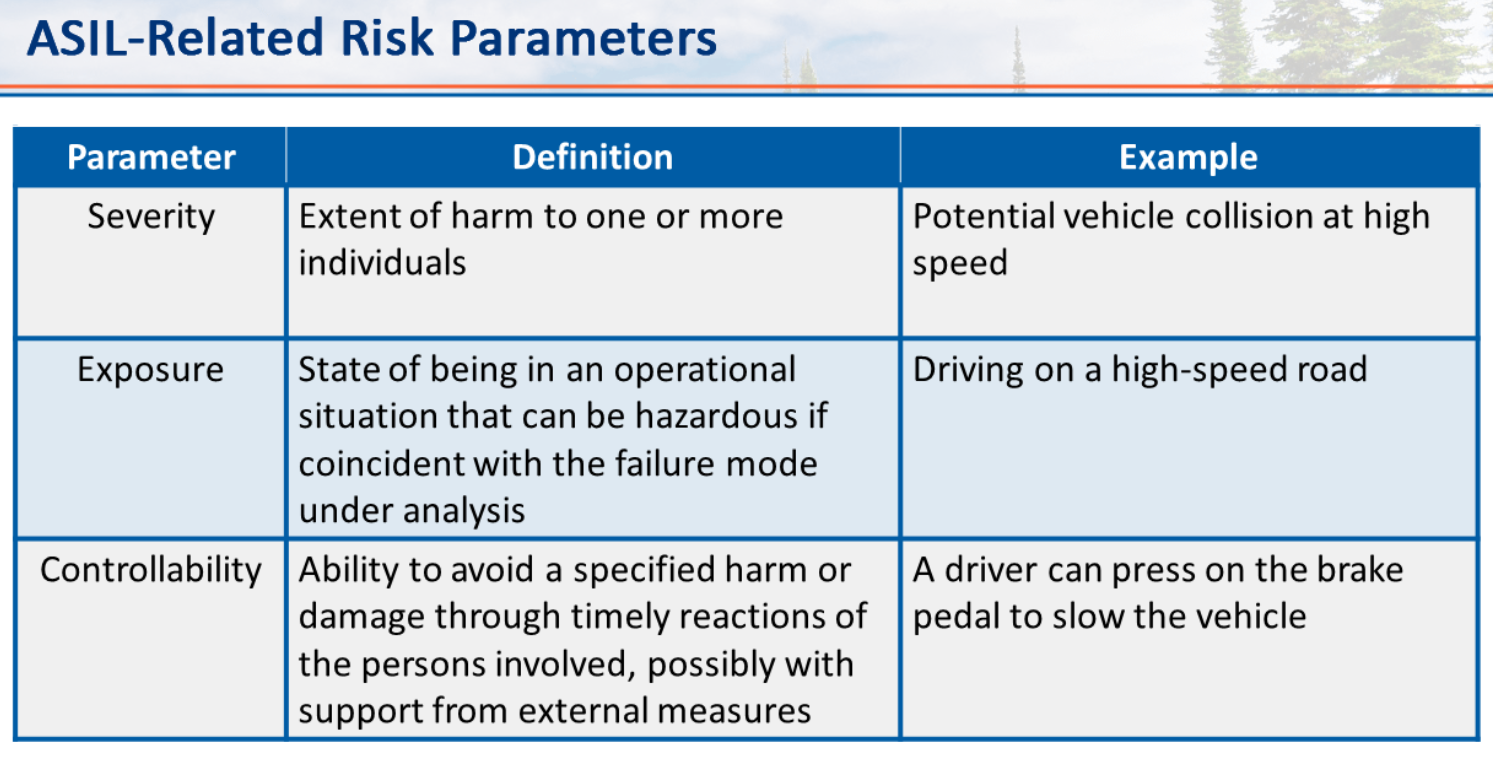 ASIL-Related Risk Parameters
Parameter
Definition
Example
Severity
Extent of harm to one or more
individuals
Potential vehicle collision at high
speed
Exposure
State of being in an operational
situation that can be hazardous if
coincident with the failure mode
under analysis
Driving on a high-speed road
Controllability
Ability to avoid a specified harm or
damage through timely reactions of
the persons involved, possibly with
support from external measures
A driver can press on the brake
pedal to slow the vehicle